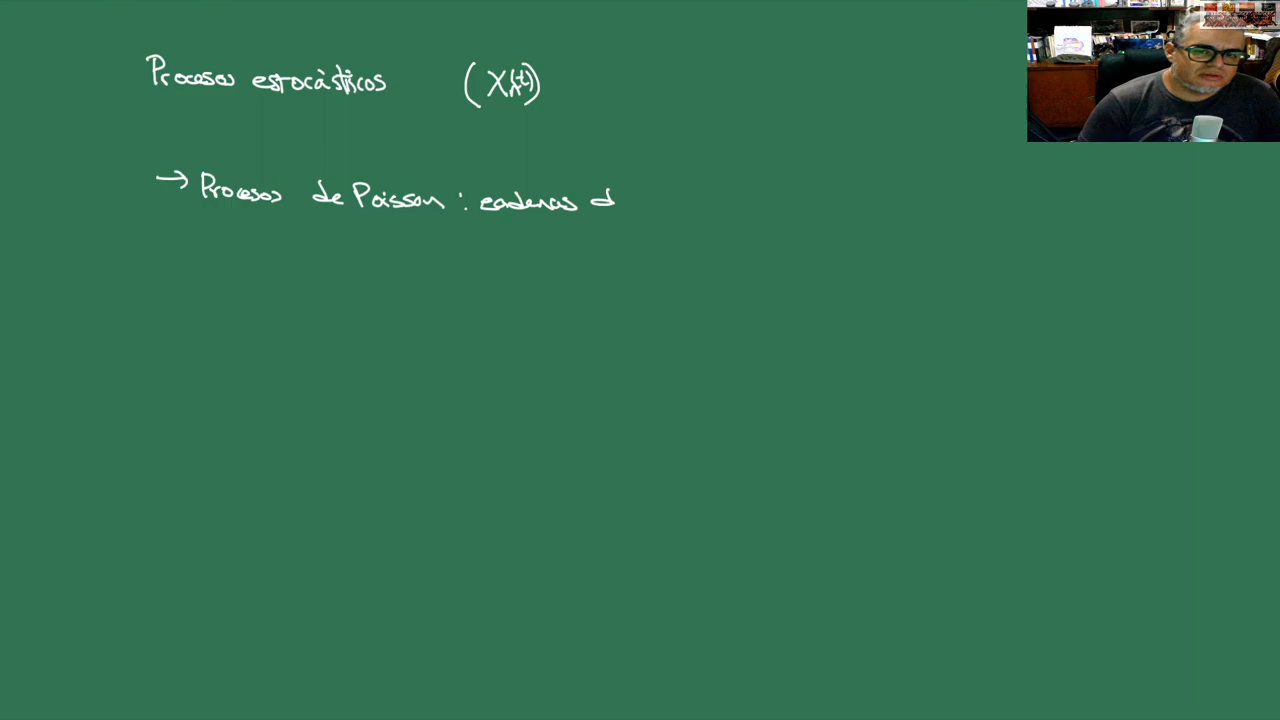 Procesos estocásticos (X(t))
→ Procesos de Poisson : cadenas d